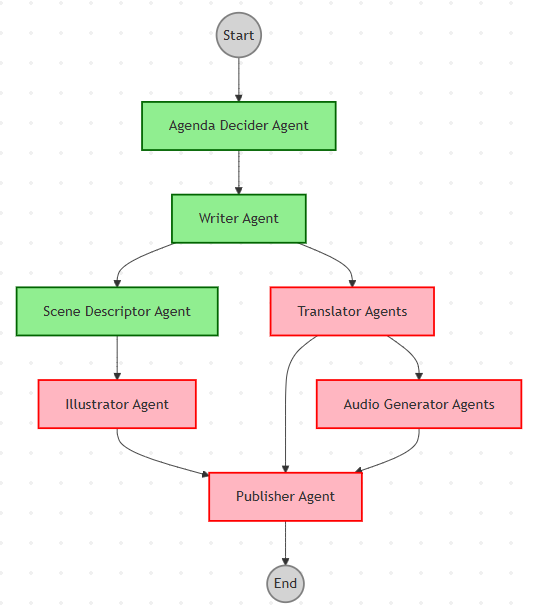 Start
Agenda Decider Agent
Writer Agent
Scene Descriptor Agent
Translator Agents
Illustrator Agent
Audio Generator Agents
Publisher Agent
End